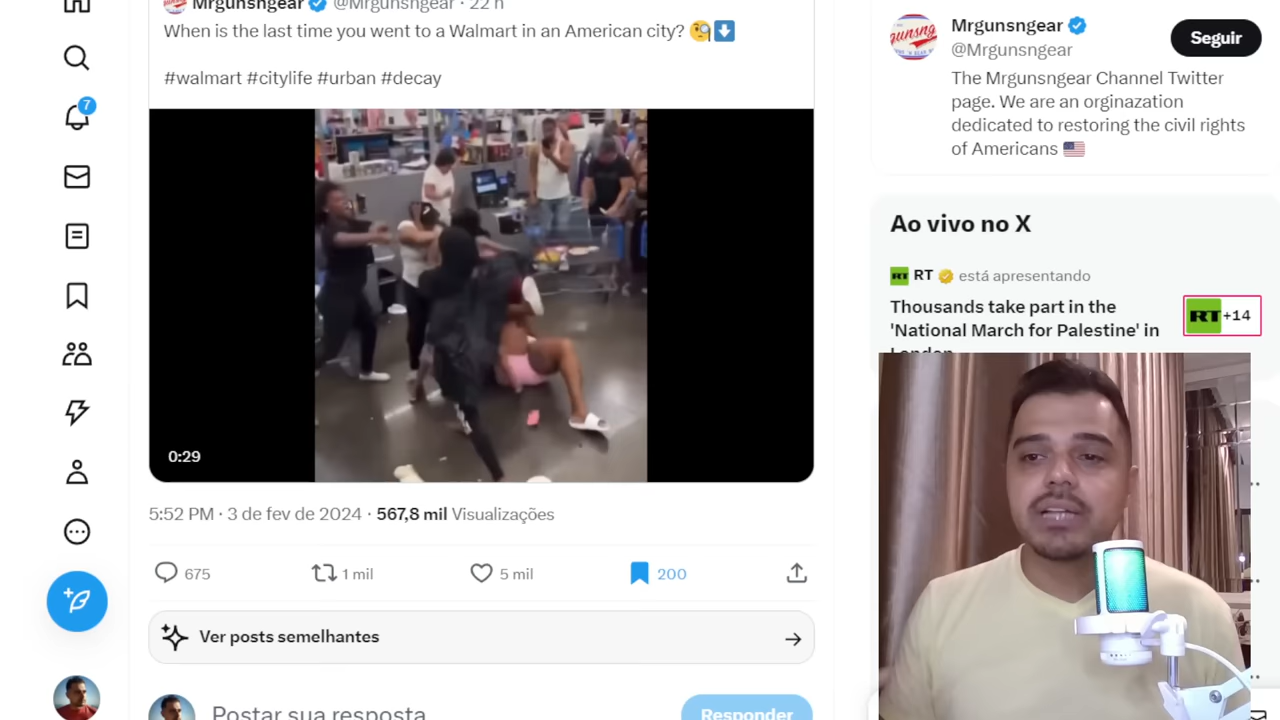 Mrgunsngear @Mrgunsngear · 22 h
When is the last time you went to a Walmart in an American city?
#walmart #citylife #urban #decay
0:29
5:52 PM · 3 de fev de 2024 · 567,8 mil Visualizações
675 1 mil 5 mil 200
Ver posts semelhantes
Postar sua resposta
Responder
7
Mrgunsngear
@Mrgunsngear
Seguir
The Mrgunsngear Channel Twitter
page. We are an orginazation
dedicated to restoring the civil rights
of Americans
Ao vivo no X
RT está apresentando
Thousands take part in the
'National March for Palestine' in
London
RT +14